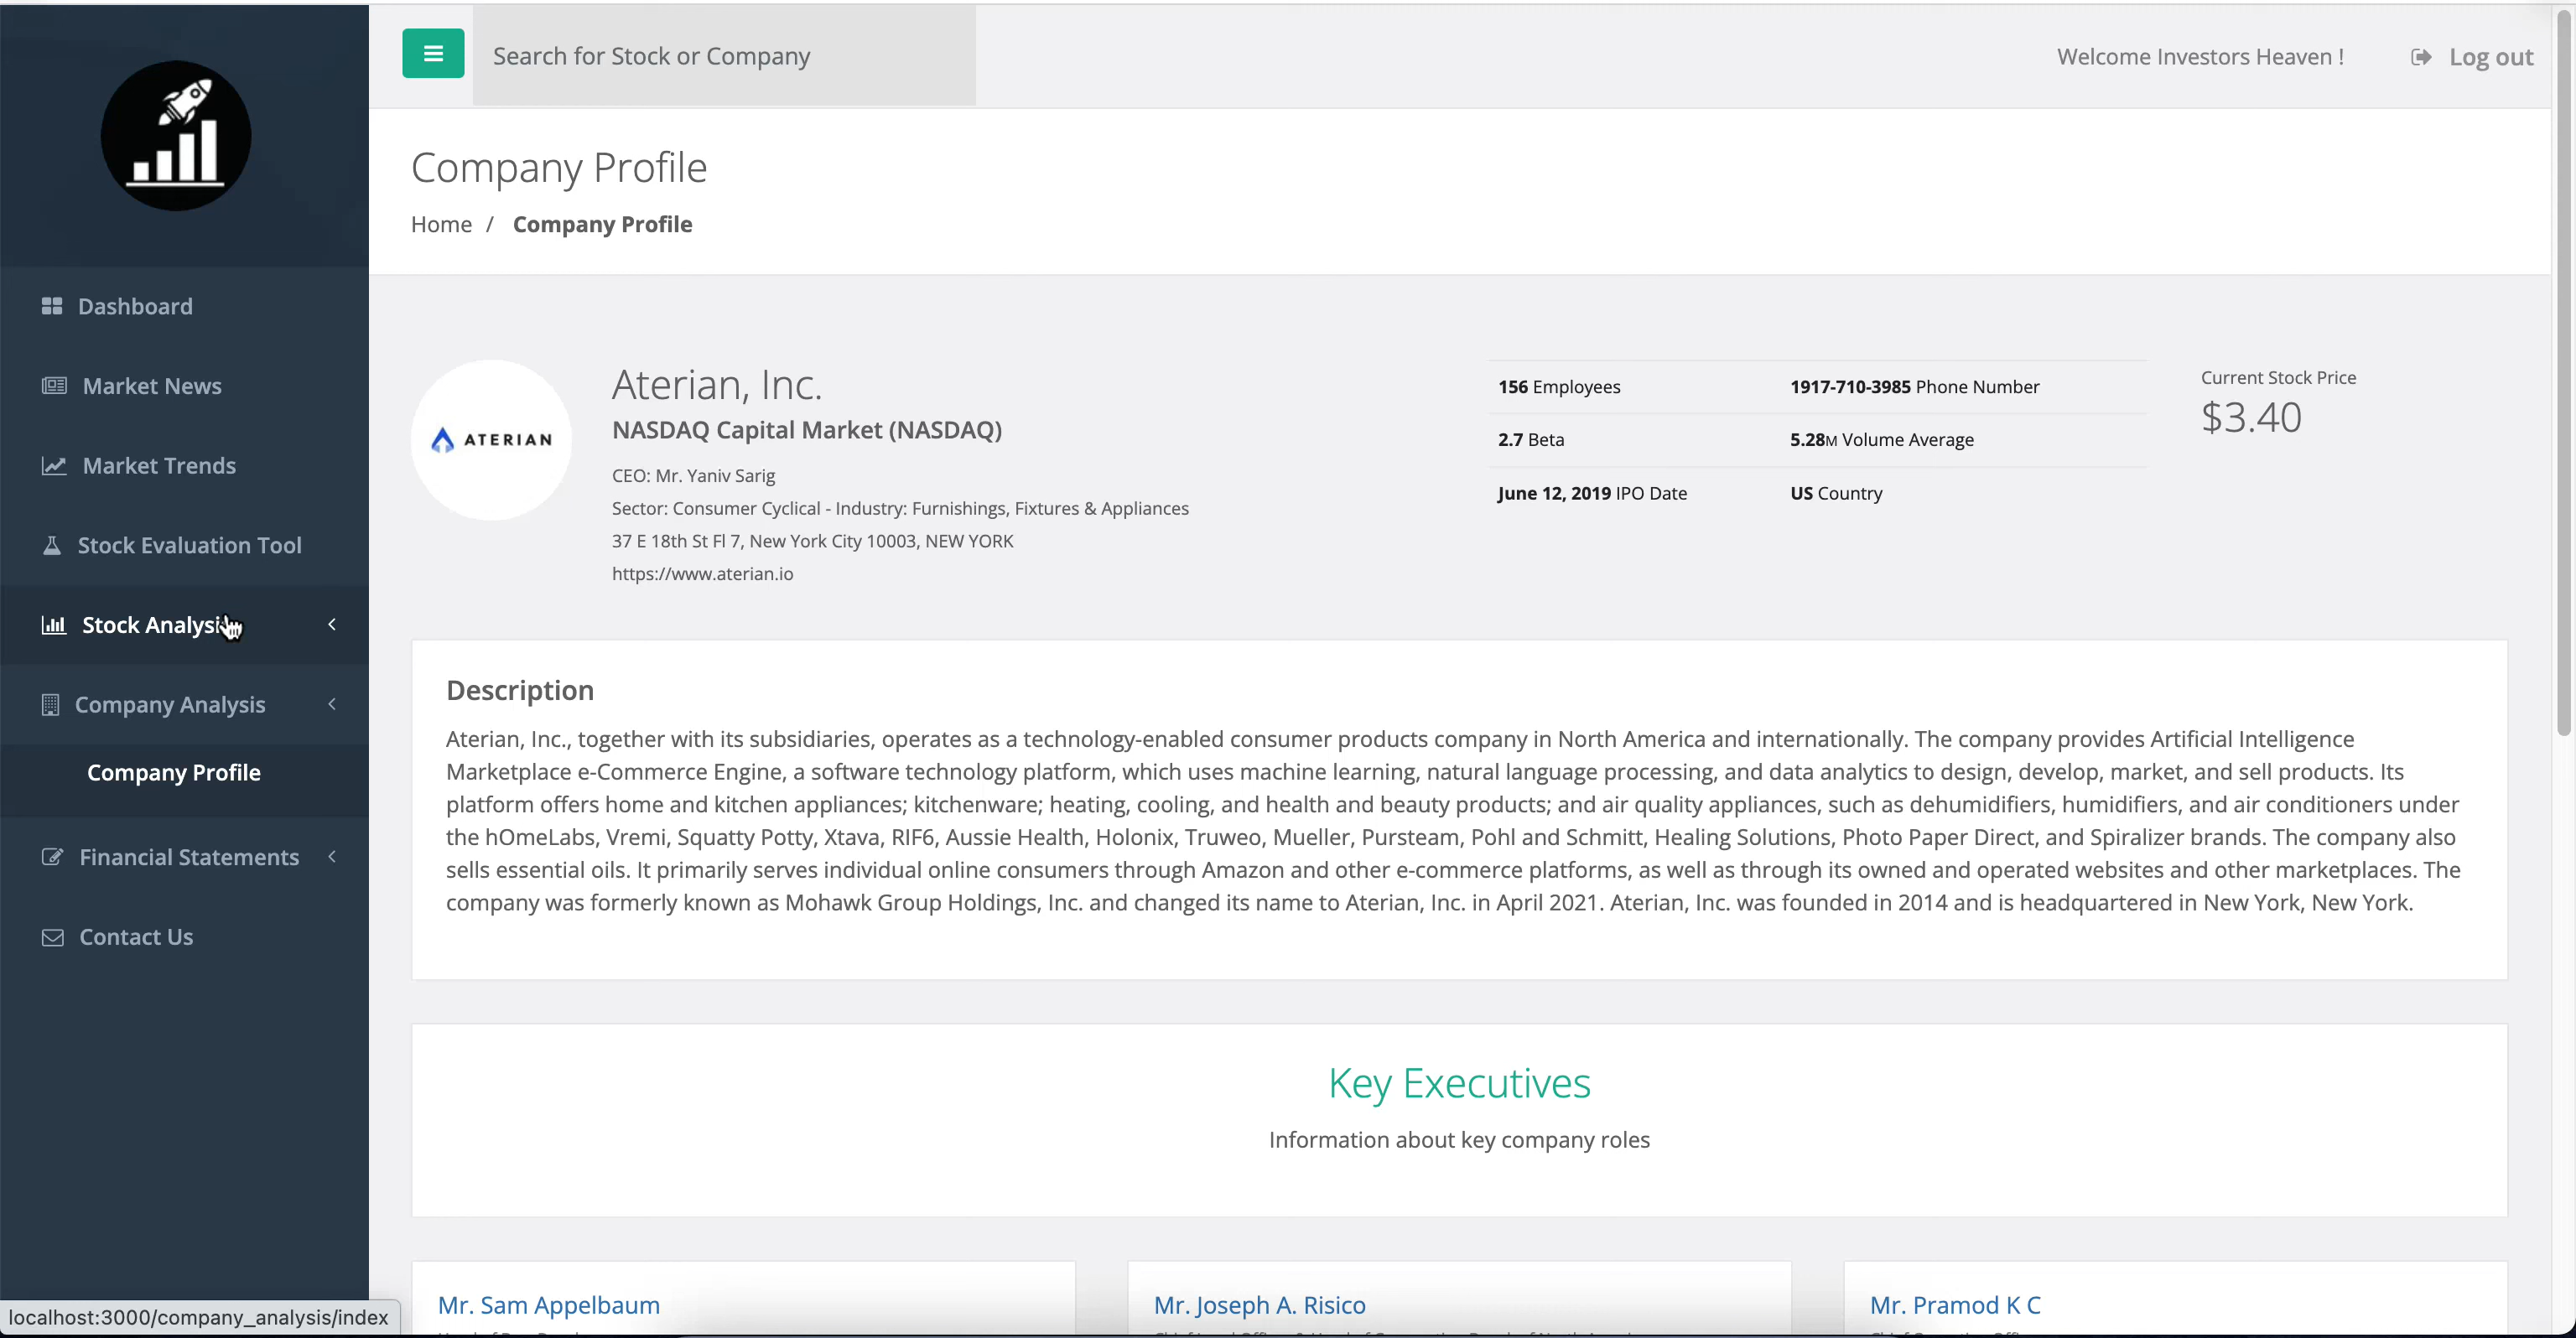 Search for Stock or Company
Welcome Investors Heaven !
Log out
Company Profile
Home / Company Profile
Dashboard
Market News
Market Trends
Stock Evaluation Tool
Stock Analysis
Company Analysis
Company Profile
Financial Statements
Contact Us
ATERIAN
Aterian, Inc.
NASDAQ Capital Market (NASDAQ)
CEO: Mr. Yaniv Sarig
Sector: Consumer Cyclical - Industry: Furnishings, Fixtures & Appliances
37 E 18th St Fl 7, New York City 10003, NEW YORK
https://www.aterian.io
156 Employees 1917-710-3985 Phone Number
2.7 Beta 5.28M Volume Average
June 12, 2019 IPO Date US Country
Current Stock Price
$3.40
Description
Aterian, Inc., together with its subsidiaries, operates as a technology-enabled consumer products company in North America and internationally. The company provides Artificial Intelligence
Marketplace e-Commerce Engine, a software technology platform, which uses machine learning, natural language processing, and data analytics to design, develop, market, and sell products. Its
platform offers home and kitchen appliances; kitchenware; heating, cooling, and health and beauty products; and air quality appliances, such as dehumidifiers, humidifiers, and air conditioners under
the hOmeLabs, Vremi, Squatty Potty, Xtava, RIF6, Aussie Health, Holonix, Truweo, Mueller, Pursteam, Pohl and Schmitt, Healing Solutions, Photo Paper Direct, and Spiralizer brands. The company also
sells essential oils. It primarily serves individual online consumers through Amazon and other e-commerce platforms, as well as through its owned and operated websites and other marketplaces. The
company was formerly known as Mohawk Group Holdings, Inc. and changed its name to Aterian, Inc. in April 2021. Aterian, Inc. was founded in 2014 and is headquartered in New York, New York.
Key Executives
Information about key company roles
Mr. Sam Appelbaum
Mr. Joseph A. Risico
Mr. Pramod K C
localhost:3000/company_analysis/index